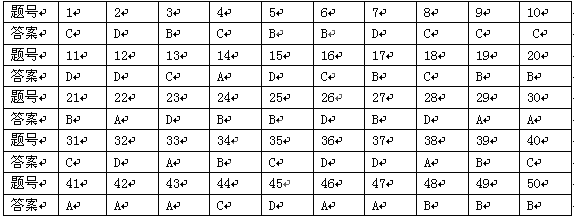 题号 1 2 3 4 5 6 7 8 9 10
答案 C D B C B B D C C C
题号 11 12 13 14 15 16 17 18 19 20
答案 D D C A D C B C B B
题号 21 22 23 24 25 26 27 28 29 30
答案 B A D B B D B D A A
题号 31 32 33 34 35 36 37 38 39 40
答案 C D A B C D D A B C
题号 41 42 43 44 45 46 47 48 49 50
答案 A A A C D A A B B B